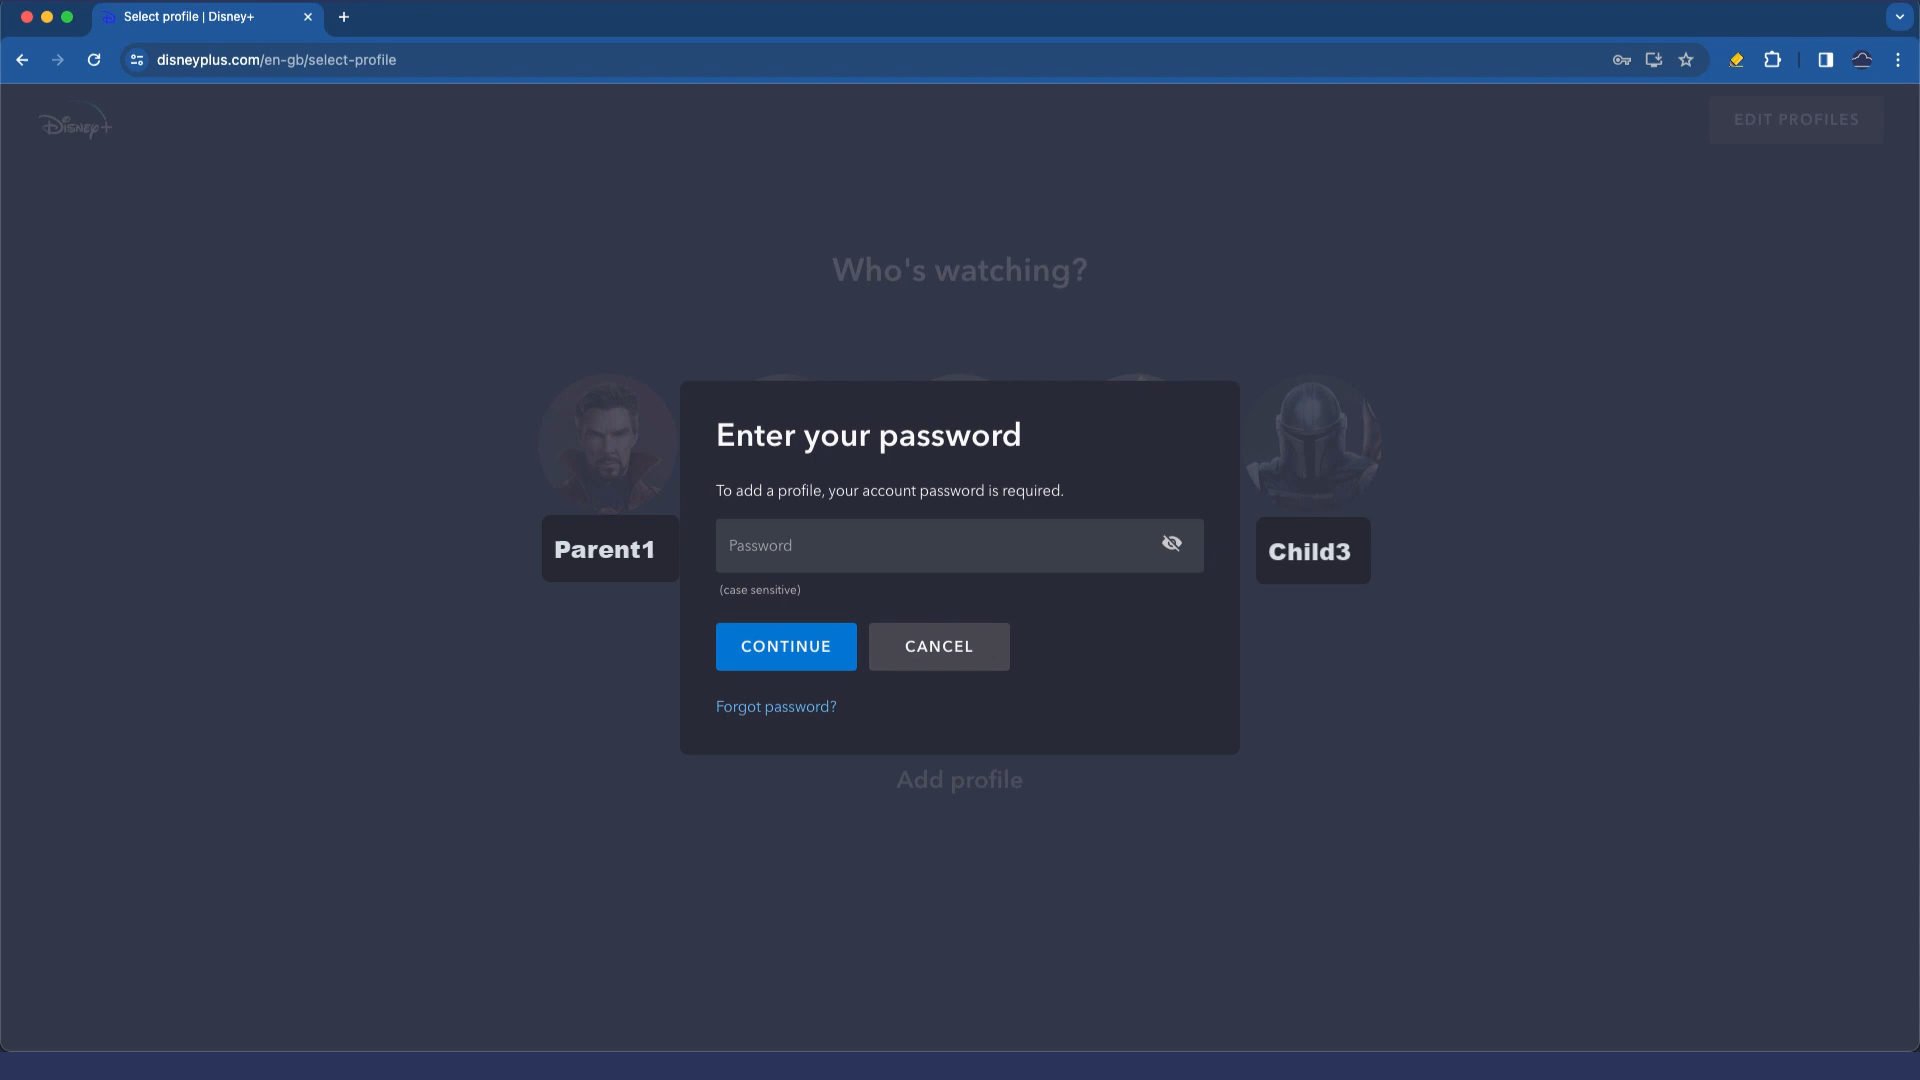 Select profile | Disney+
disneyplus.com/en-gb/select-profile
Disney+
EDIT PROFILES
Who's watching?
Enter your password
To add a profile, your account password is required.
Password
(case sensitive)
CONTINUE CANCEL
Forgot password?
Parent1
Child3
Add profile